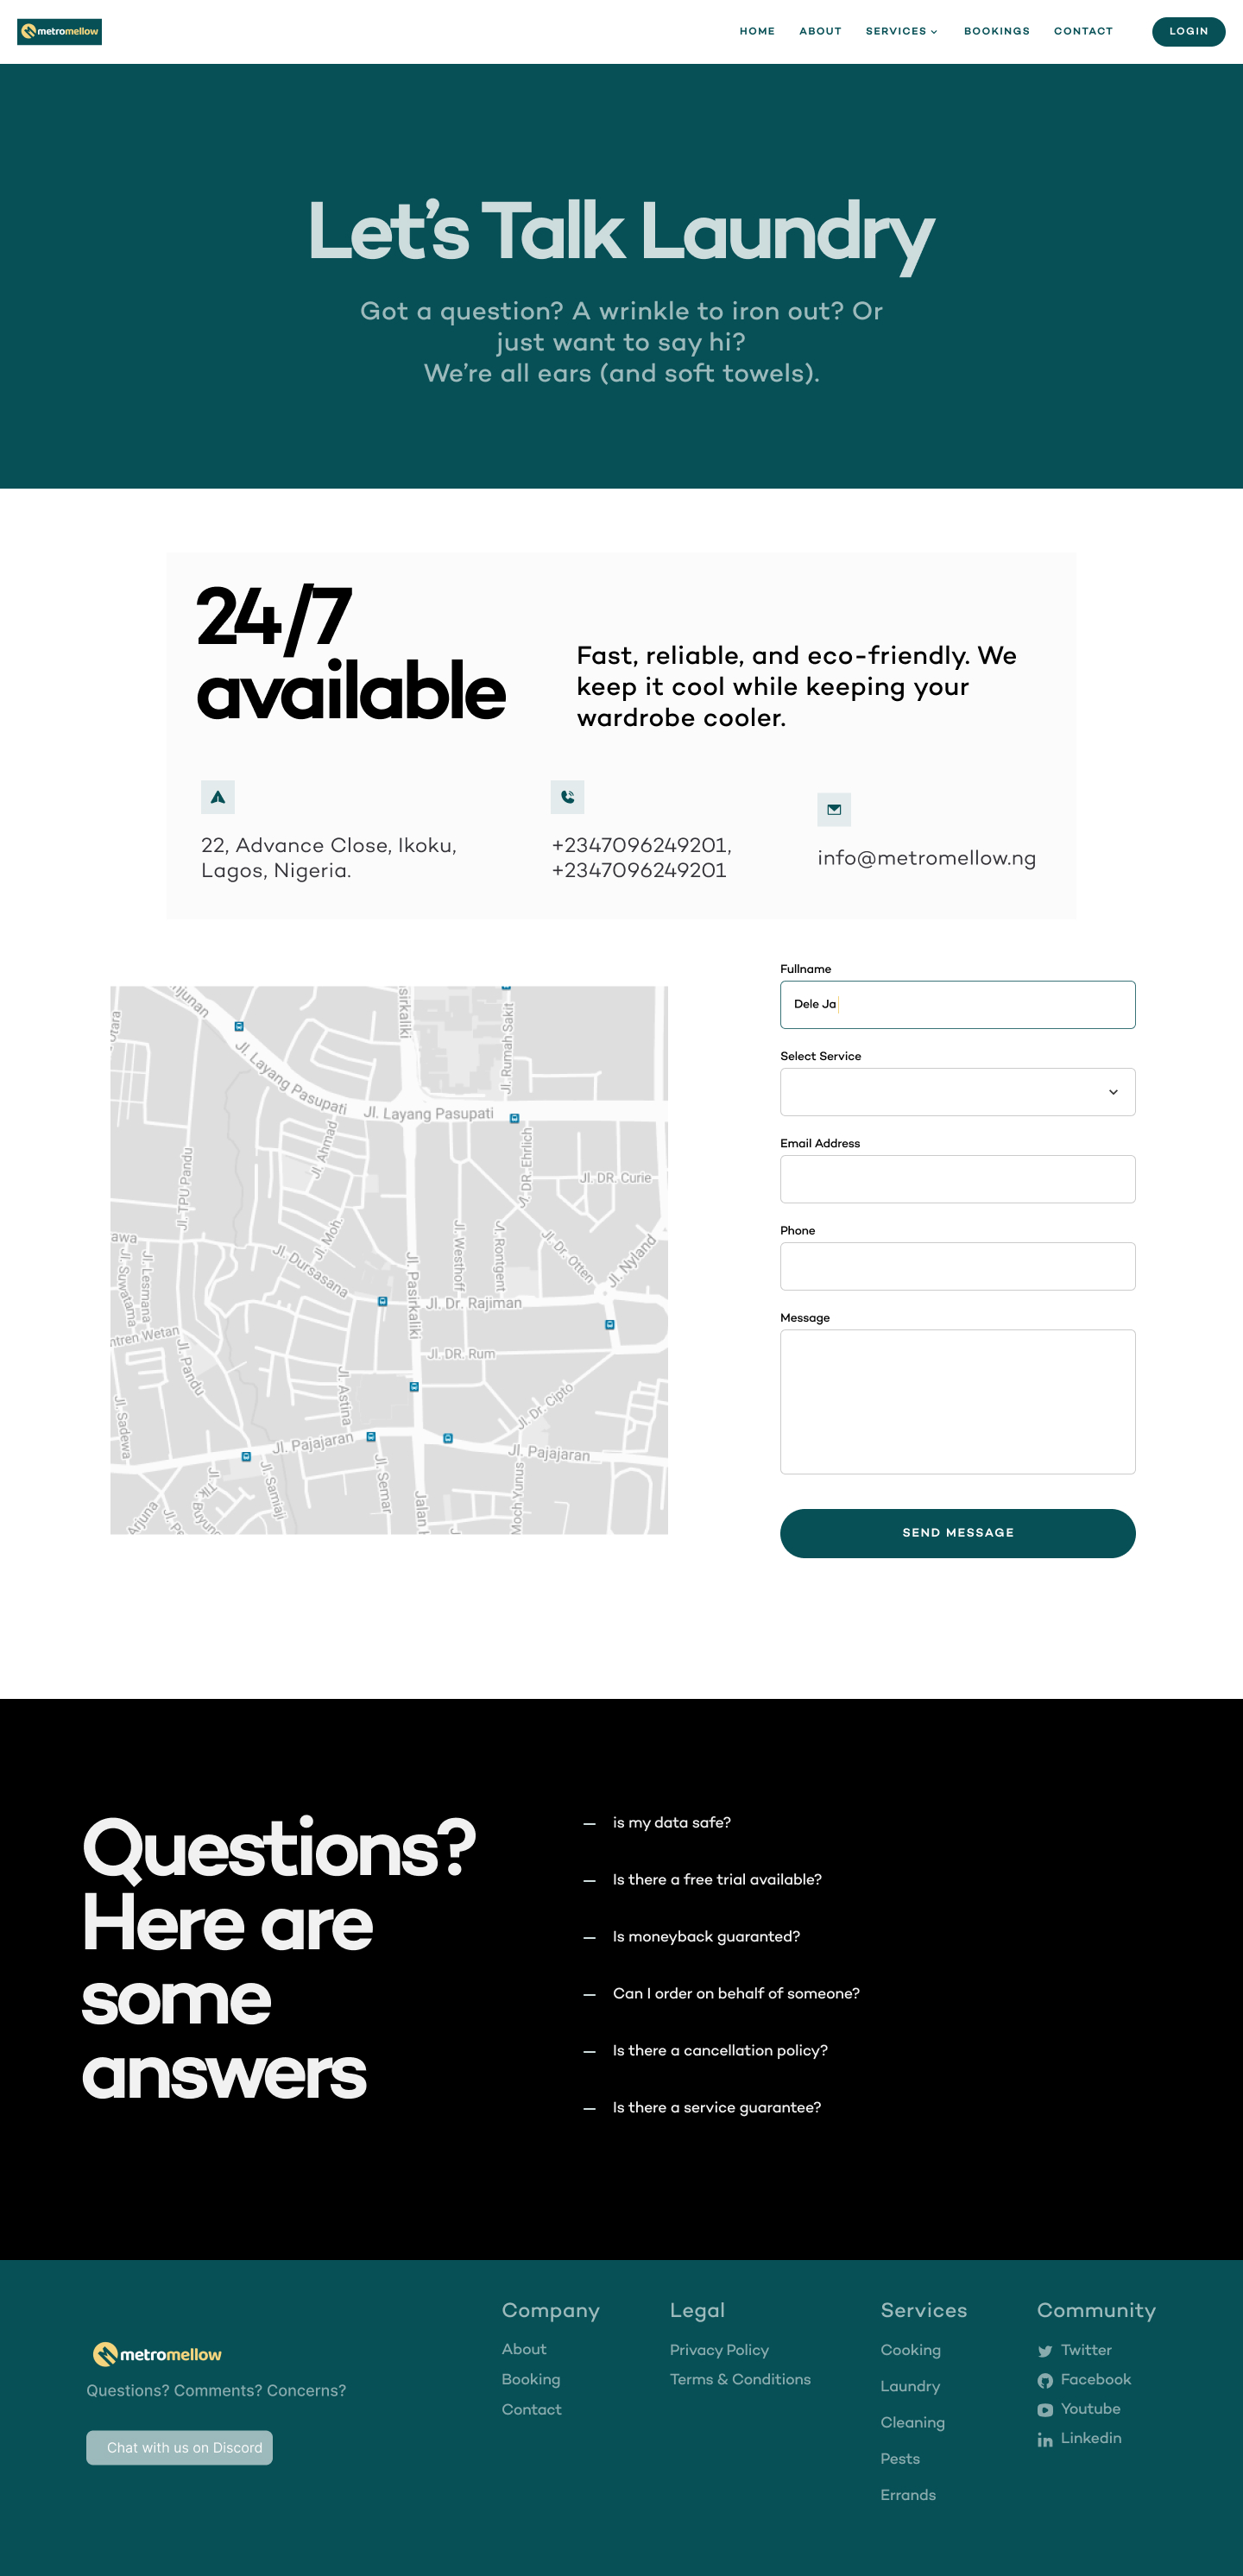 metromellow
HOME ABOUT SERVICES BOOKINGS CONTACT LOGIN
Let’s Talk Laundry
Got a question? A wrinkle to iron out? Or
just want to say hi?
We’re all ears (and soft towels).
24/7
available
Fast, reliable, and eco-friendly. We
keep it cool while keeping your
wardrobe cooler.
22, Advance Close, Ikoku,
Lagos, Nigeria.
+2347096249201,
+2347096249201
info@metromellow.ng
Jl. Layang Pasupati
Jl. Layang Pasupati
Jl. Rumah Sakit
Jl. Ahmad
Jl. DR. Ehrlich
Jl. DR. Curie
Jl. TPU Pandu
Jl. Moh.
Jl. Dursasana
Jl. Westhoff
Jl. Rontgent
Jl. Dr. Otten
Jl. Nyland
Jl. Suwatama
Jl. Lesmana
Jl. Pasirkaliki
Jl. Dr. Rajiman
Jl. Pandu
Jl. DR. Rum
Jl. Astina
Jl. Dr. Cipto
Jl. Sadewa
Jl. Pajajaran
Jl. Pajajaran
Jl. Samiaji
Jl. Semar
Moch Yunus
Arjuna
Fullname
Dele Ja
Select Service
Email Address
Phone
Message
SEND MESSAGE
Questions?
Here are
some
answers
— is my data safe?
— Is there a free trial available?
— Is moneyback guaranted?
— Can I order on behalf of someone?
— Is there a cancellation policy?
— Is there a service guarantee?
metromellow
Questions? Comments? Concerns?
Chat with us on Discord
Company
About
Booking
Contact
Legal
Privacy Policy
Terms & Conditions
Services
Cooking
Laundry
Cleaning
Pests
Errands
Community
Twitter
Facebook
Youtube
Linkedin